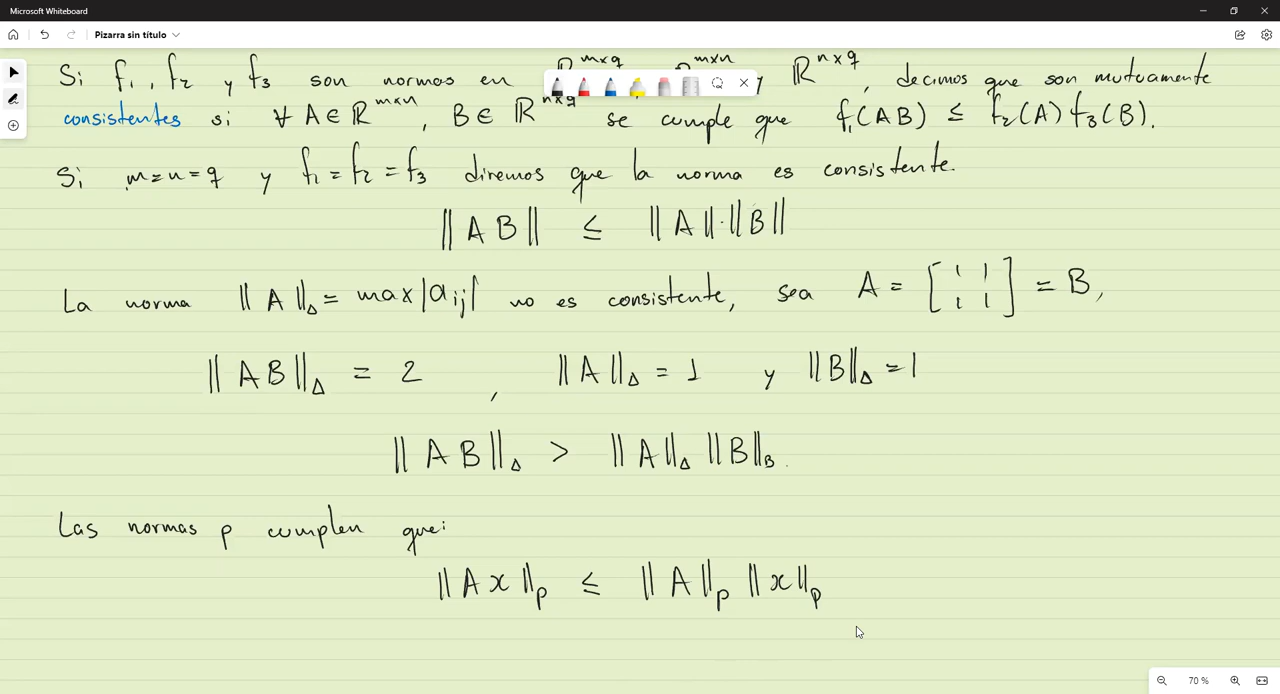 Microsoft Whiteboard
Pizarra sin título
Si f₁, f₂ y f₃ son normas en ℝ^{m×q}, ℝ^{m×n} y ℝ^{n×q}, decimos que son mutuamente
consistentes si ∀ A ∈ ℝ^{m×n}, B ∈ ℝ^{n×q} se cumple que f₁(AB) ≤ f₂(A) f₃(B).
Si m=n=q y f₁ = f₂ = f₃ diremos que la norma es consistente.
‖AB‖ ≤ ‖A‖·‖B‖
La norma ‖A‖_Δ = max|a_{ij}| no es consistente, sea A = [1 1; 1 1] = B,
‖AB‖_Δ = 2, ‖A‖_Δ = 1 y ‖B‖_Δ = 1
‖AB‖_Δ > ‖A‖_Δ ‖B‖_B.
Las normas p cumplen que:
‖Ax‖_p ≤ ‖A‖_p ‖x‖_p
70 %